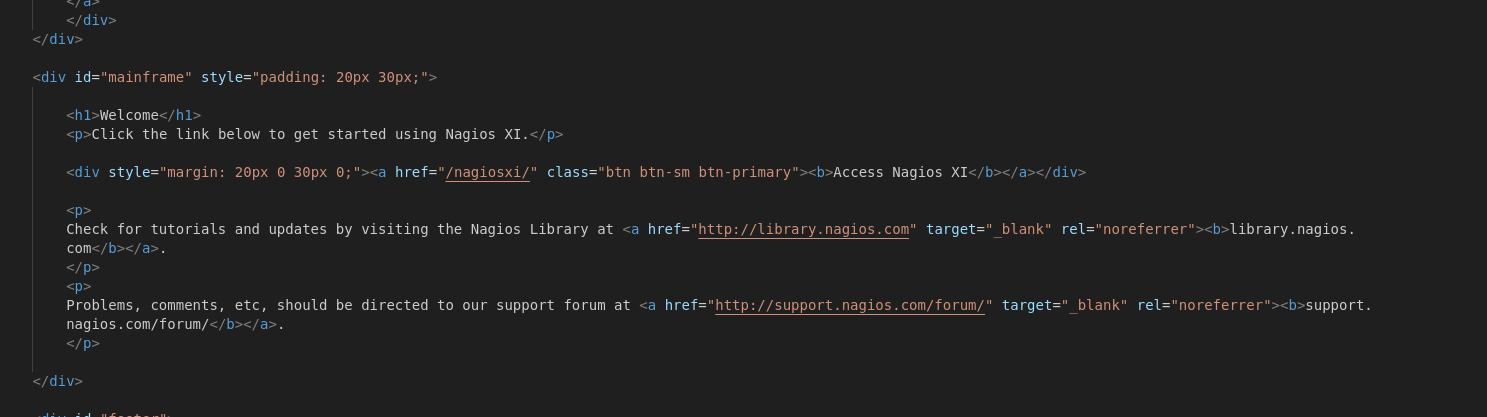 </a>
</div>
</div>
<div id="mainframe" style="padding: 20px 30px;">
<h1>Welcome</h1>
<p>Click the link below to get started using Nagios XI.</p>
<div style="margin: 20px 0 30px 0;"><a href="/nagiosxi/" class="btn btn-sm btn-primary"><b>Access Nagios XI</b></a></div>
<p>
Check for tutorials and updates by visiting the Nagios Library at <a href="http://library.nagios.com" target="_blank" rel="noreferrer"><b>library.nagios.
com</b></a>.
</p>
<p>
Problems, comments, etc, should be directed to our support forum at <a href="http://support.nagios.com/forum/" target="_blank" rel="noreferrer"><b>support.
nagios.com/forum/</b></a>.
</p>
</div>
<div id="footer">